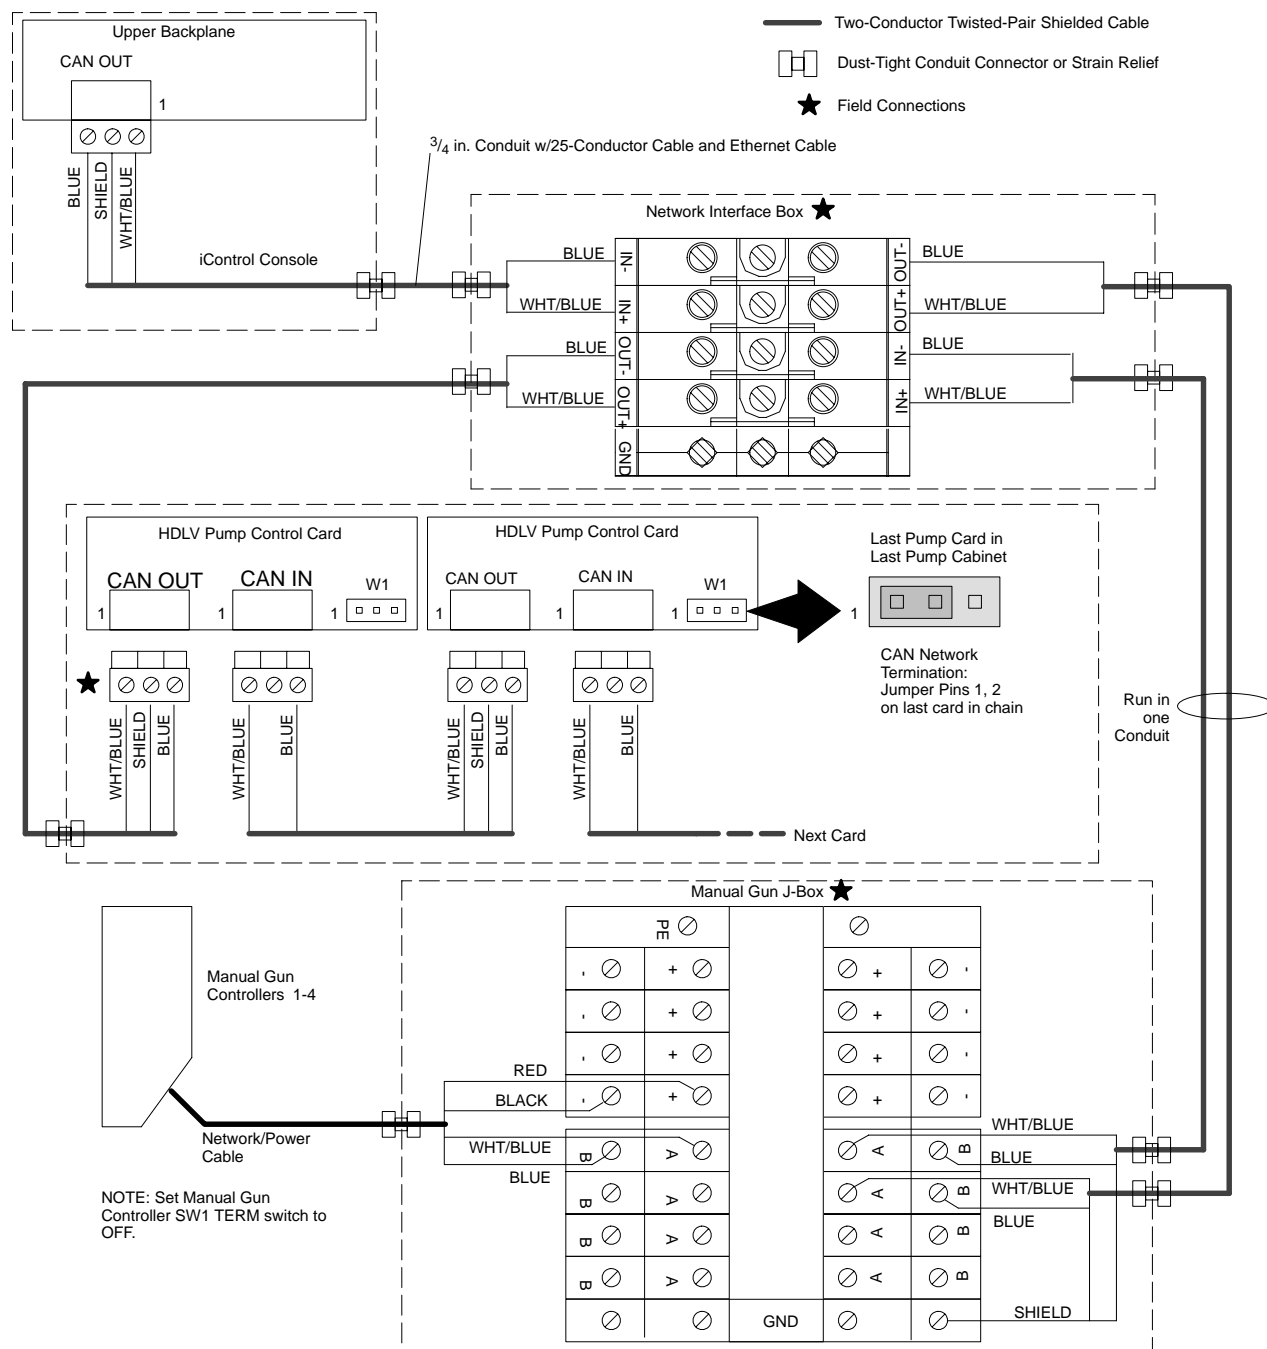 Upper Backplane
CAN OUT
1
BLUE
SHIELD
WHT/BLUE
iControl Console
Two-Conductor Twisted-Pair Shielded Cable
Dust-Tight Conduit Connector or Strain Relief
Field Connections
3/4 in. Conduit w/25-Conductor Cable and Ethernet Cable
Network Interface Box
BLUE
IN-
OUT-
BLUE
WHT/BLUE
IN+
OUT+
WHT/BLUE
BLUE
OUT-
IN-
BLUE
WHT/BLUE
OUT+
IN+
WHT/BLUE
GND
HDLV Pump Control Card
CAN OUT
CAN IN
W1
1
1
1
HDLV Pump Control Card
CAN OUT
CAN IN
W1
1
1
1
Last Pump Card in
Last Pump Cabinet
1
CAN Network
Termination:
Jumper Pins 1, 2
on last card in chain
WHT/BLUE
SHIELD
BLUE
WHT/BLUE
BLUE
WHT/BLUE
SHIELD
BLUE
WHT/BLUE
BLUE
Next Card
Run in
one
Conduit
Manual Gun J-Box
PE
- + + -
- + + -
- + + -
- + + -
RED
BLACK
WHT/BLUE
BLUE
B A A B
B A A B
B A A B
B A A B
GND
WHT/BLUE
BLUE
WHT/BLUE
BLUE
SHIELD
Manual Gun
Controllers 1-4
Network/Power
Cable
NOTE: Set Manual Gun
Controller SW1 TERM switch to
OFF.